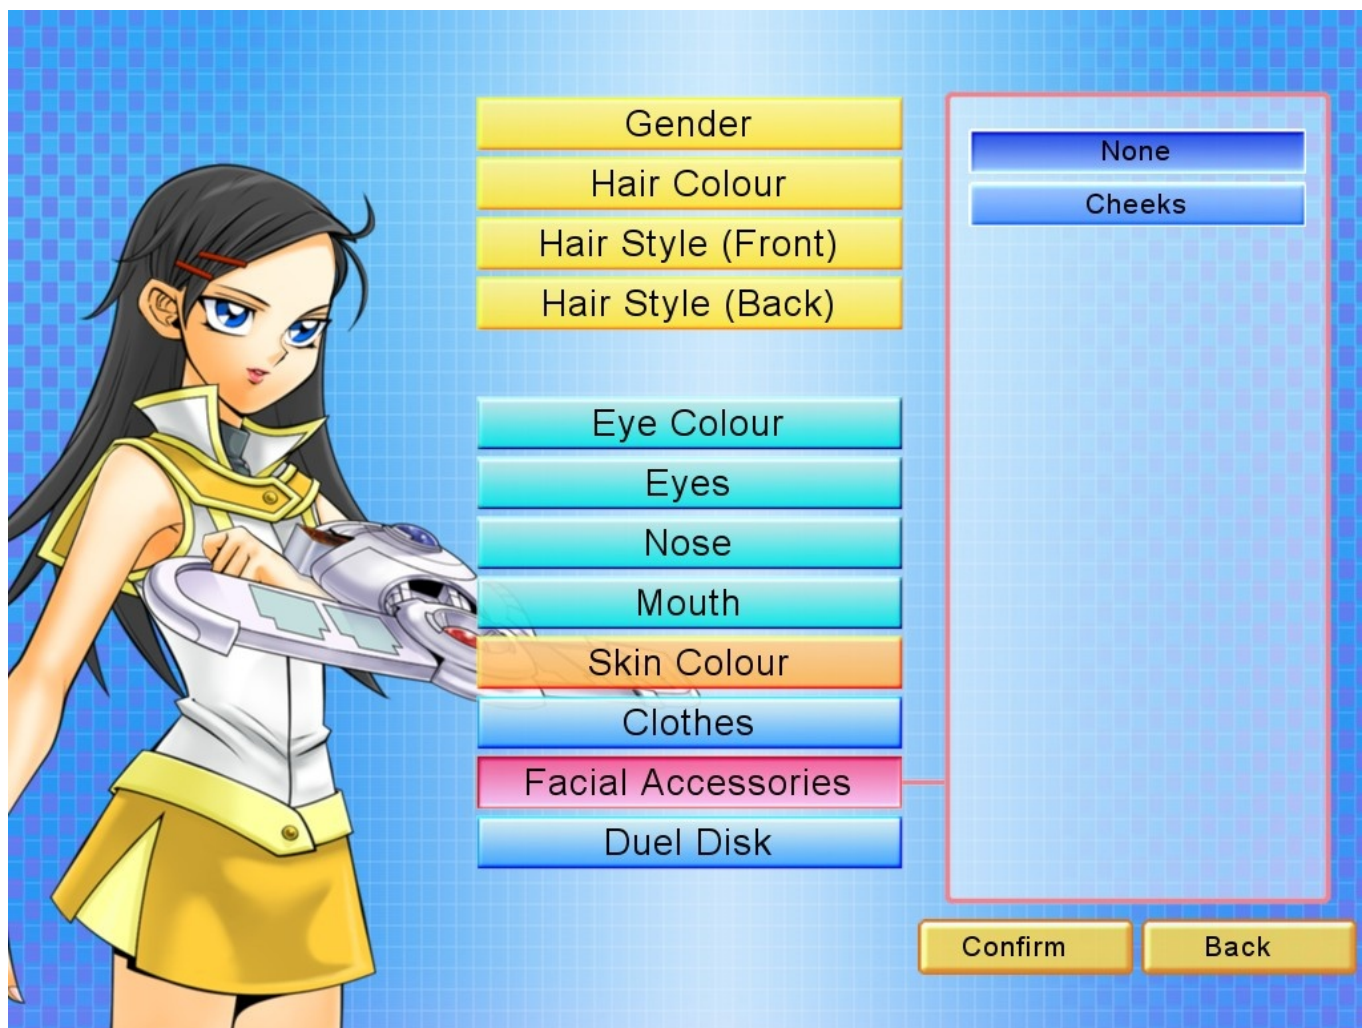 Gender
Hair Colour
Hair Style (Front)
Hair Style (Back)
Eye Colour
Eyes
Nose
Mouth
Skin Colour
Clothes
Facial Accessories
Duel Disk
None
Cheeks
Confirm
Back